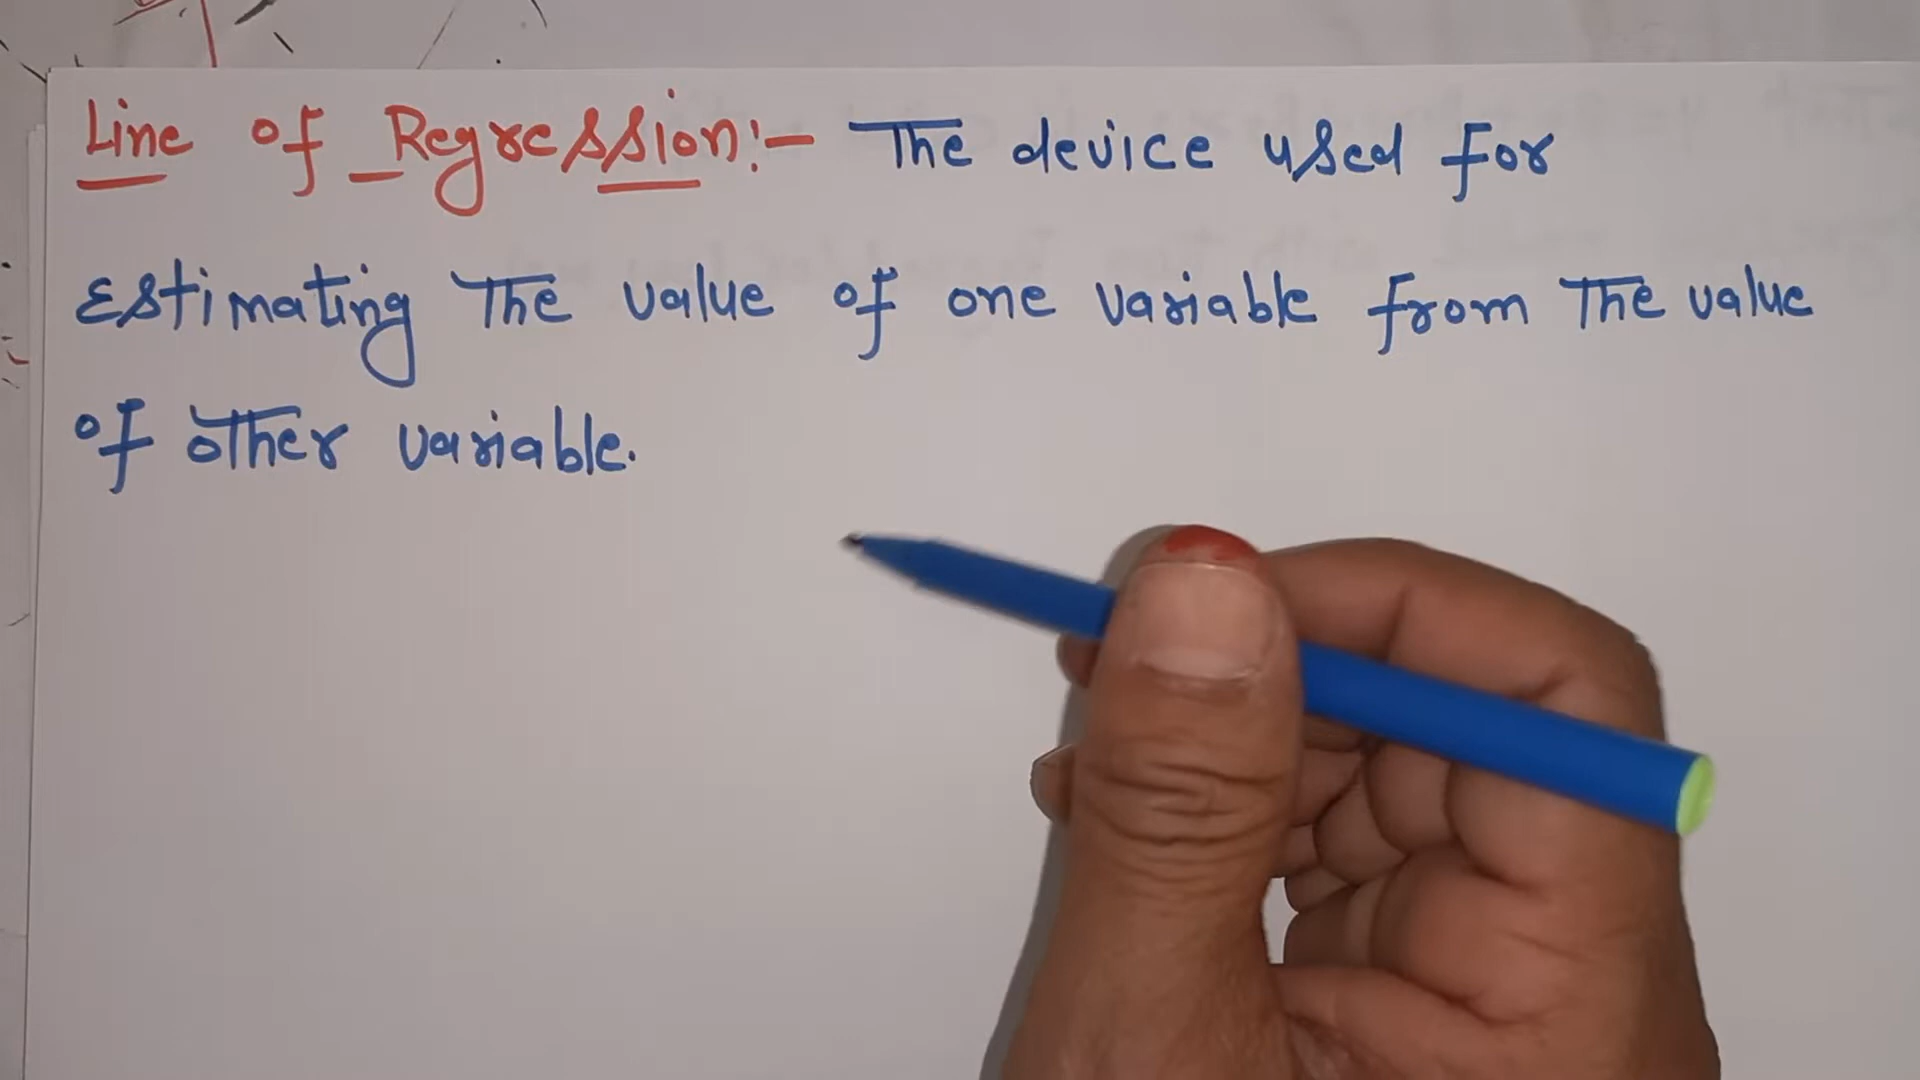 Line of Regression:- The device used for
Estimating The value of one variable from The value
of other variable.